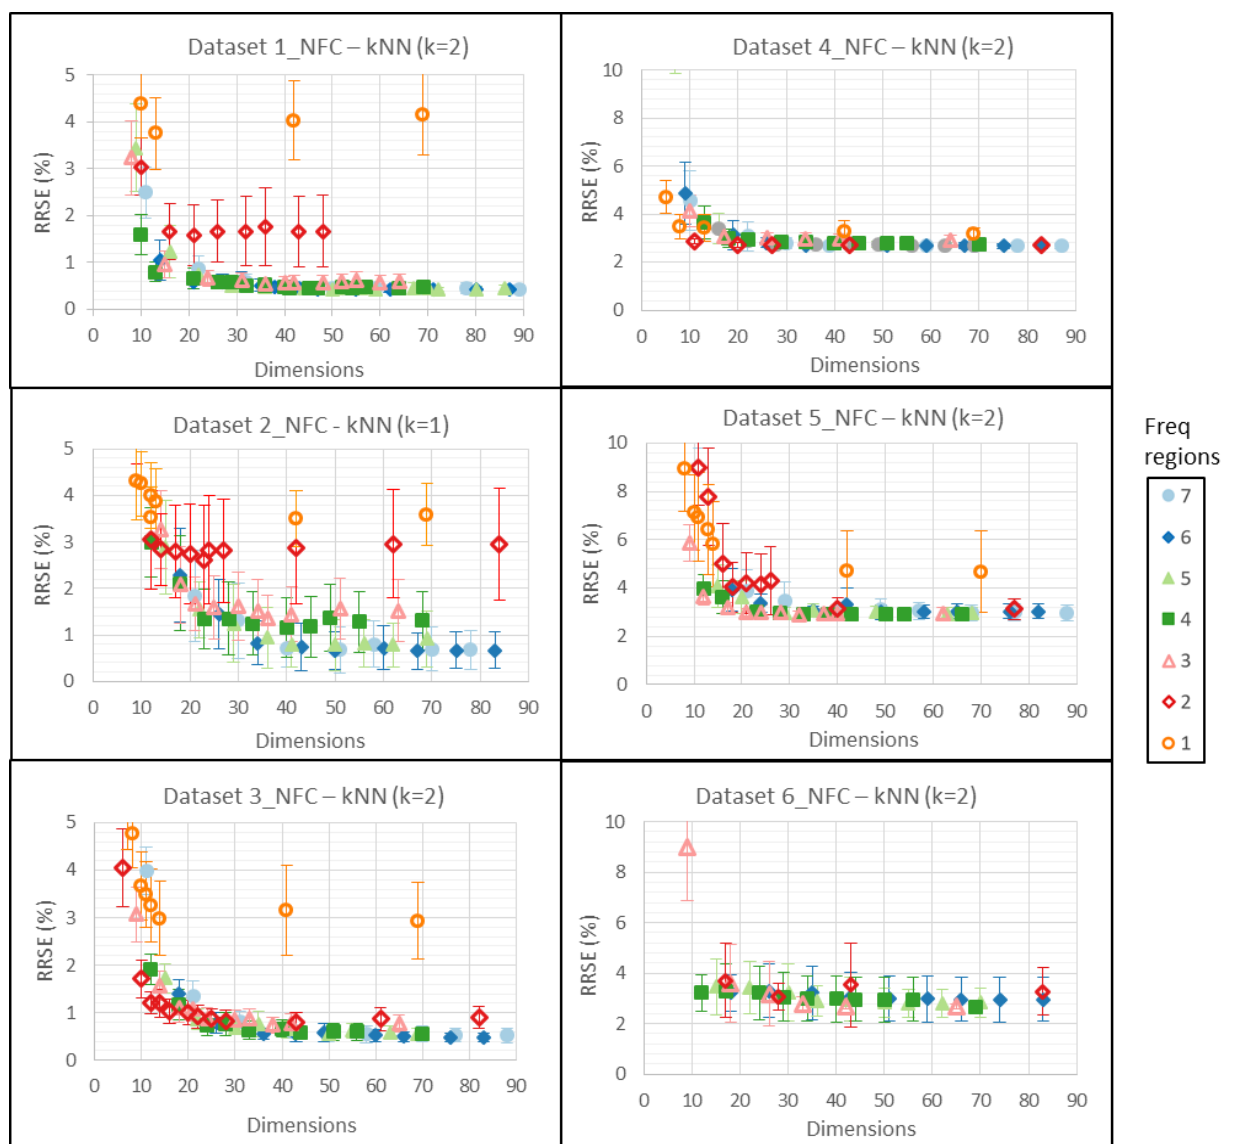 Dataset 1_NFC – kNN (k=2)
5
4
3
2
1
0
RRSE (%)
0 10 20 30 40 50 60 70 80 90
Dimensions
Dataset 4_NFC – kNN (k=2)
10
8
6
4
2
0
RRSE (%)
0 10 20 30 40 50 60 70 80 90
Dimensions
Dataset 2_NFC - kNN (k=1)
5
4
3
2
1
0
RRSE (%)
0 10 20 30 40 50 60 70 80 90
Dimensions
Dataset 5_NFC – kNN (k=2)
10
8
6
4
2
0
RRSE (%)
0 10 20 30 40 50 60 70 80 90
Dimensions
Dataset 3_NFC – kNN (k=2)
5
4
3
2
1
0
RRSE (%)
0 10 20 30 40 50 60 70 80 90
Dimensions
Dataset 6_NFC – kNN (k=2)
10
8
6
4
2
0
RRSE (%)
0 10 20 30 40 50 60 70 80 90
Dimensions
Freq
regions
7
6
5
4
3
2
1